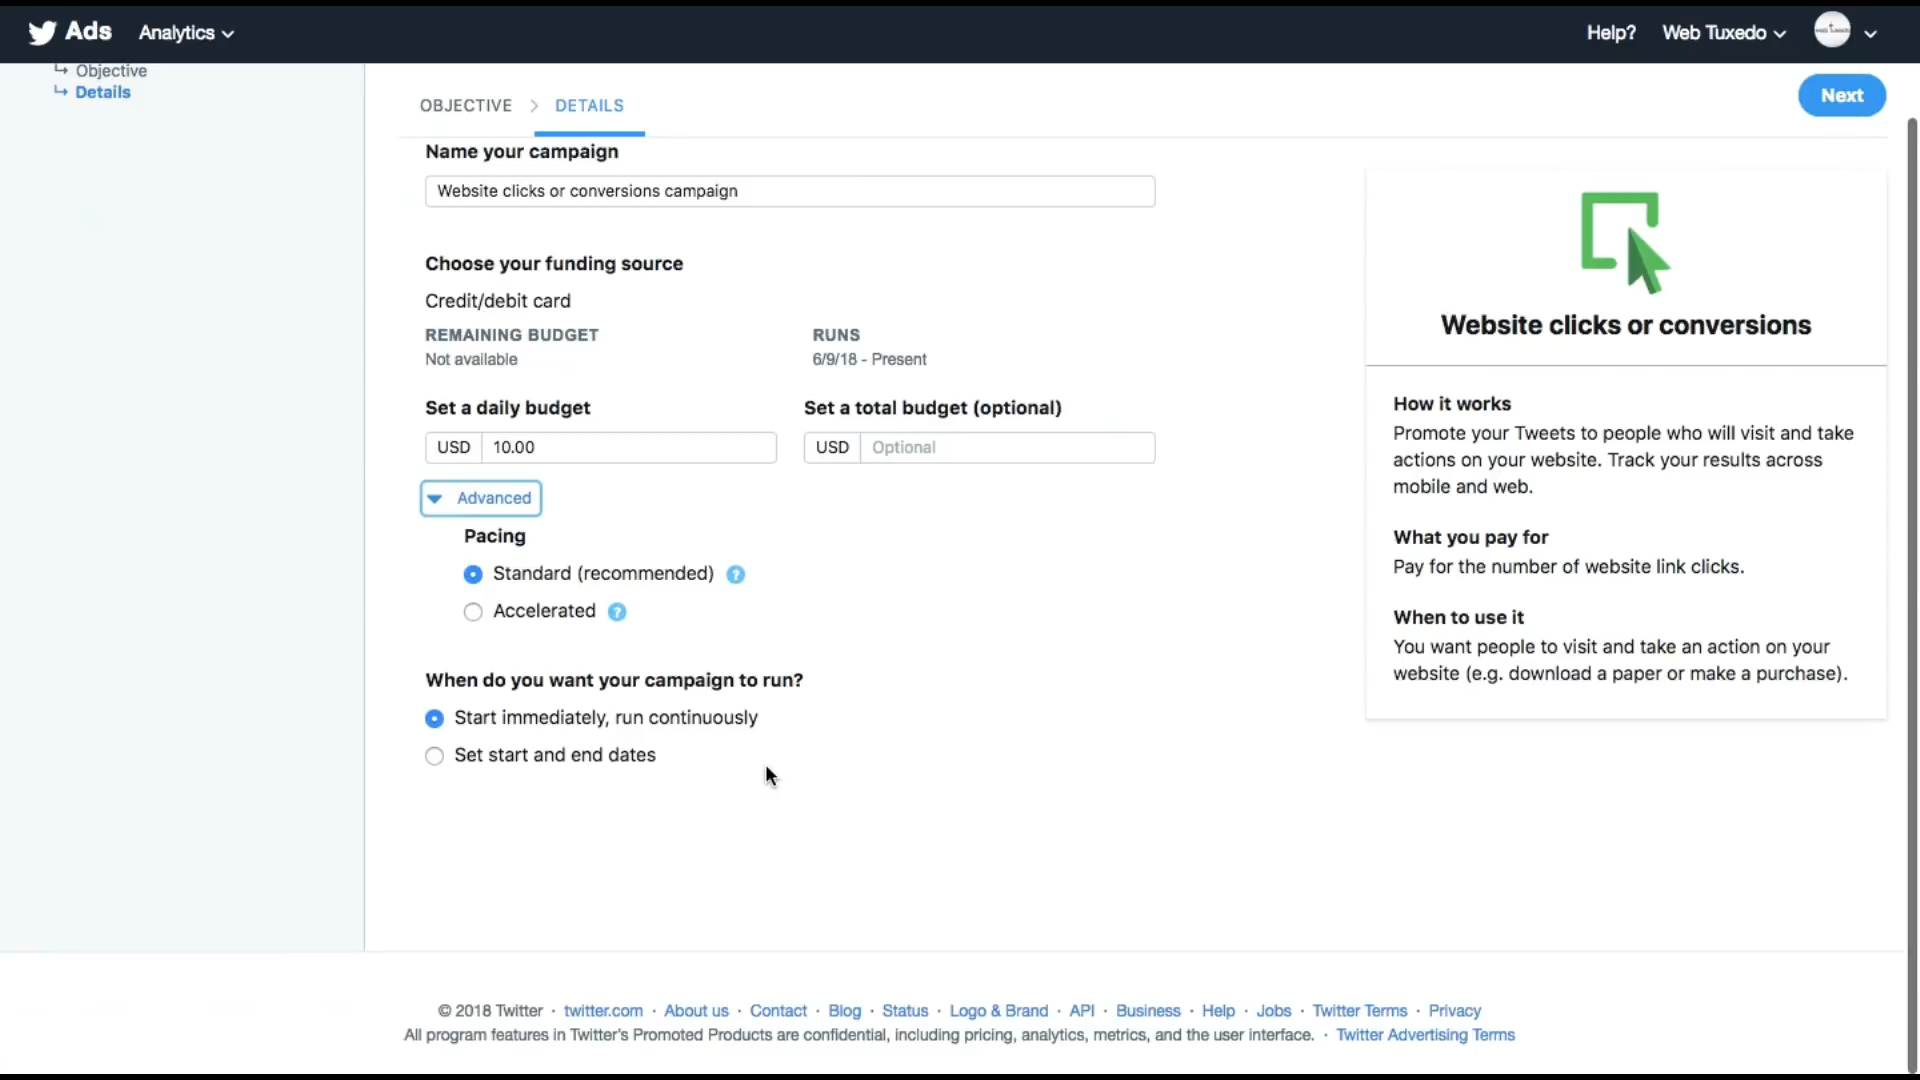 Ads
Analytics
Help?
Web Tuxedo
Objective
Details
OBJECTIVE > DETAILS
Next
Name your campaign
Website clicks or conversions campaign
Choose your funding source
Credit/debit card
REMAINING BUDGET
Not available
RUNS
6/9/18 - Present
Set a daily budget
USD 10.00
Set a total budget (optional)
USD Optional
Advanced
Pacing
Standard (recommended) ?
Accelerated ?
When do you want your campaign to run?
Start immediately, run continuously
Set start and end dates
Website clicks or conversions
How it works
Promote your Tweets to people who will visit and take
actions on your website. Track your results across
mobile and web.
What you pay for
Pay for the number of website link clicks.
When to use it
You want people to visit and take an action on your
website (e.g. download a paper or make a purchase).
© 2018 Twitter · twitter.com · About us · Contact · Blog · Status · Logo & Brand · API · Business · Help · Jobs · Twitter Terms · Privacy
All program features in Twitter's Promoted Products are confidential, including pricing, analytics, metrics, and the user interface. · Twitter Advertising Terms